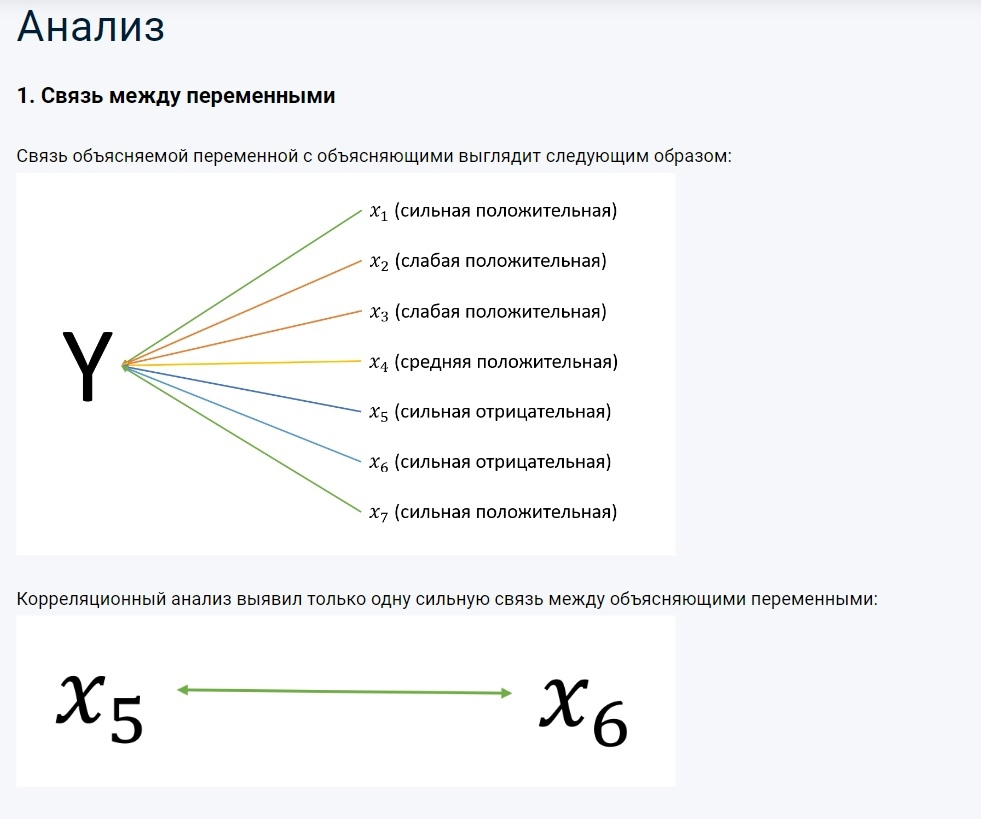 Анализ
1. Связь между переменными
Связь объясняемой переменной с объясняющими выглядит следующим образом:
x₁ (сильная положительная)
x₂ (слабая положительная)
x₃ (слабая положительная)
Y
x₄ (средняя положительная)
x₅ (сильная отрицательная)
x₆ (сильная отрицательная)
x₇ (сильная положительная)
Корреляционный анализ выявил только одну сильную связь между объясняющими переменными:
x₅ x₆